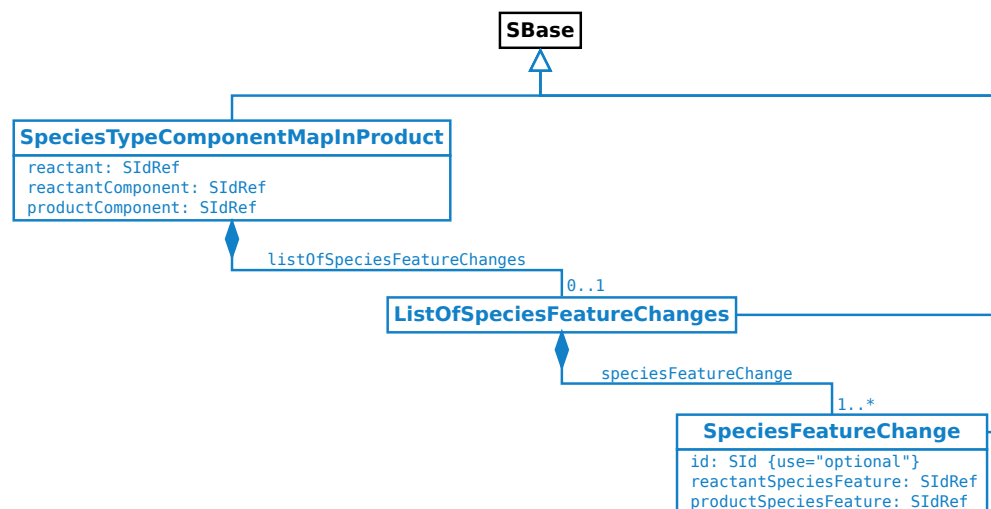 SBase
SpeciesTypeComponentMapInProduct
reactant: SIdRef
reactantComponent: SIdRef
productComponent: SIdRef
listOfSpeciesFeatureChanges
0..1
ListOfSpeciesFeatureChanges
speciesFeatureChange
1..*
SpeciesFeatureChange
id: SId {use="optional"}
reactantSpeciesFeature: SIdRef
productSpeciesFeature: SIdRef